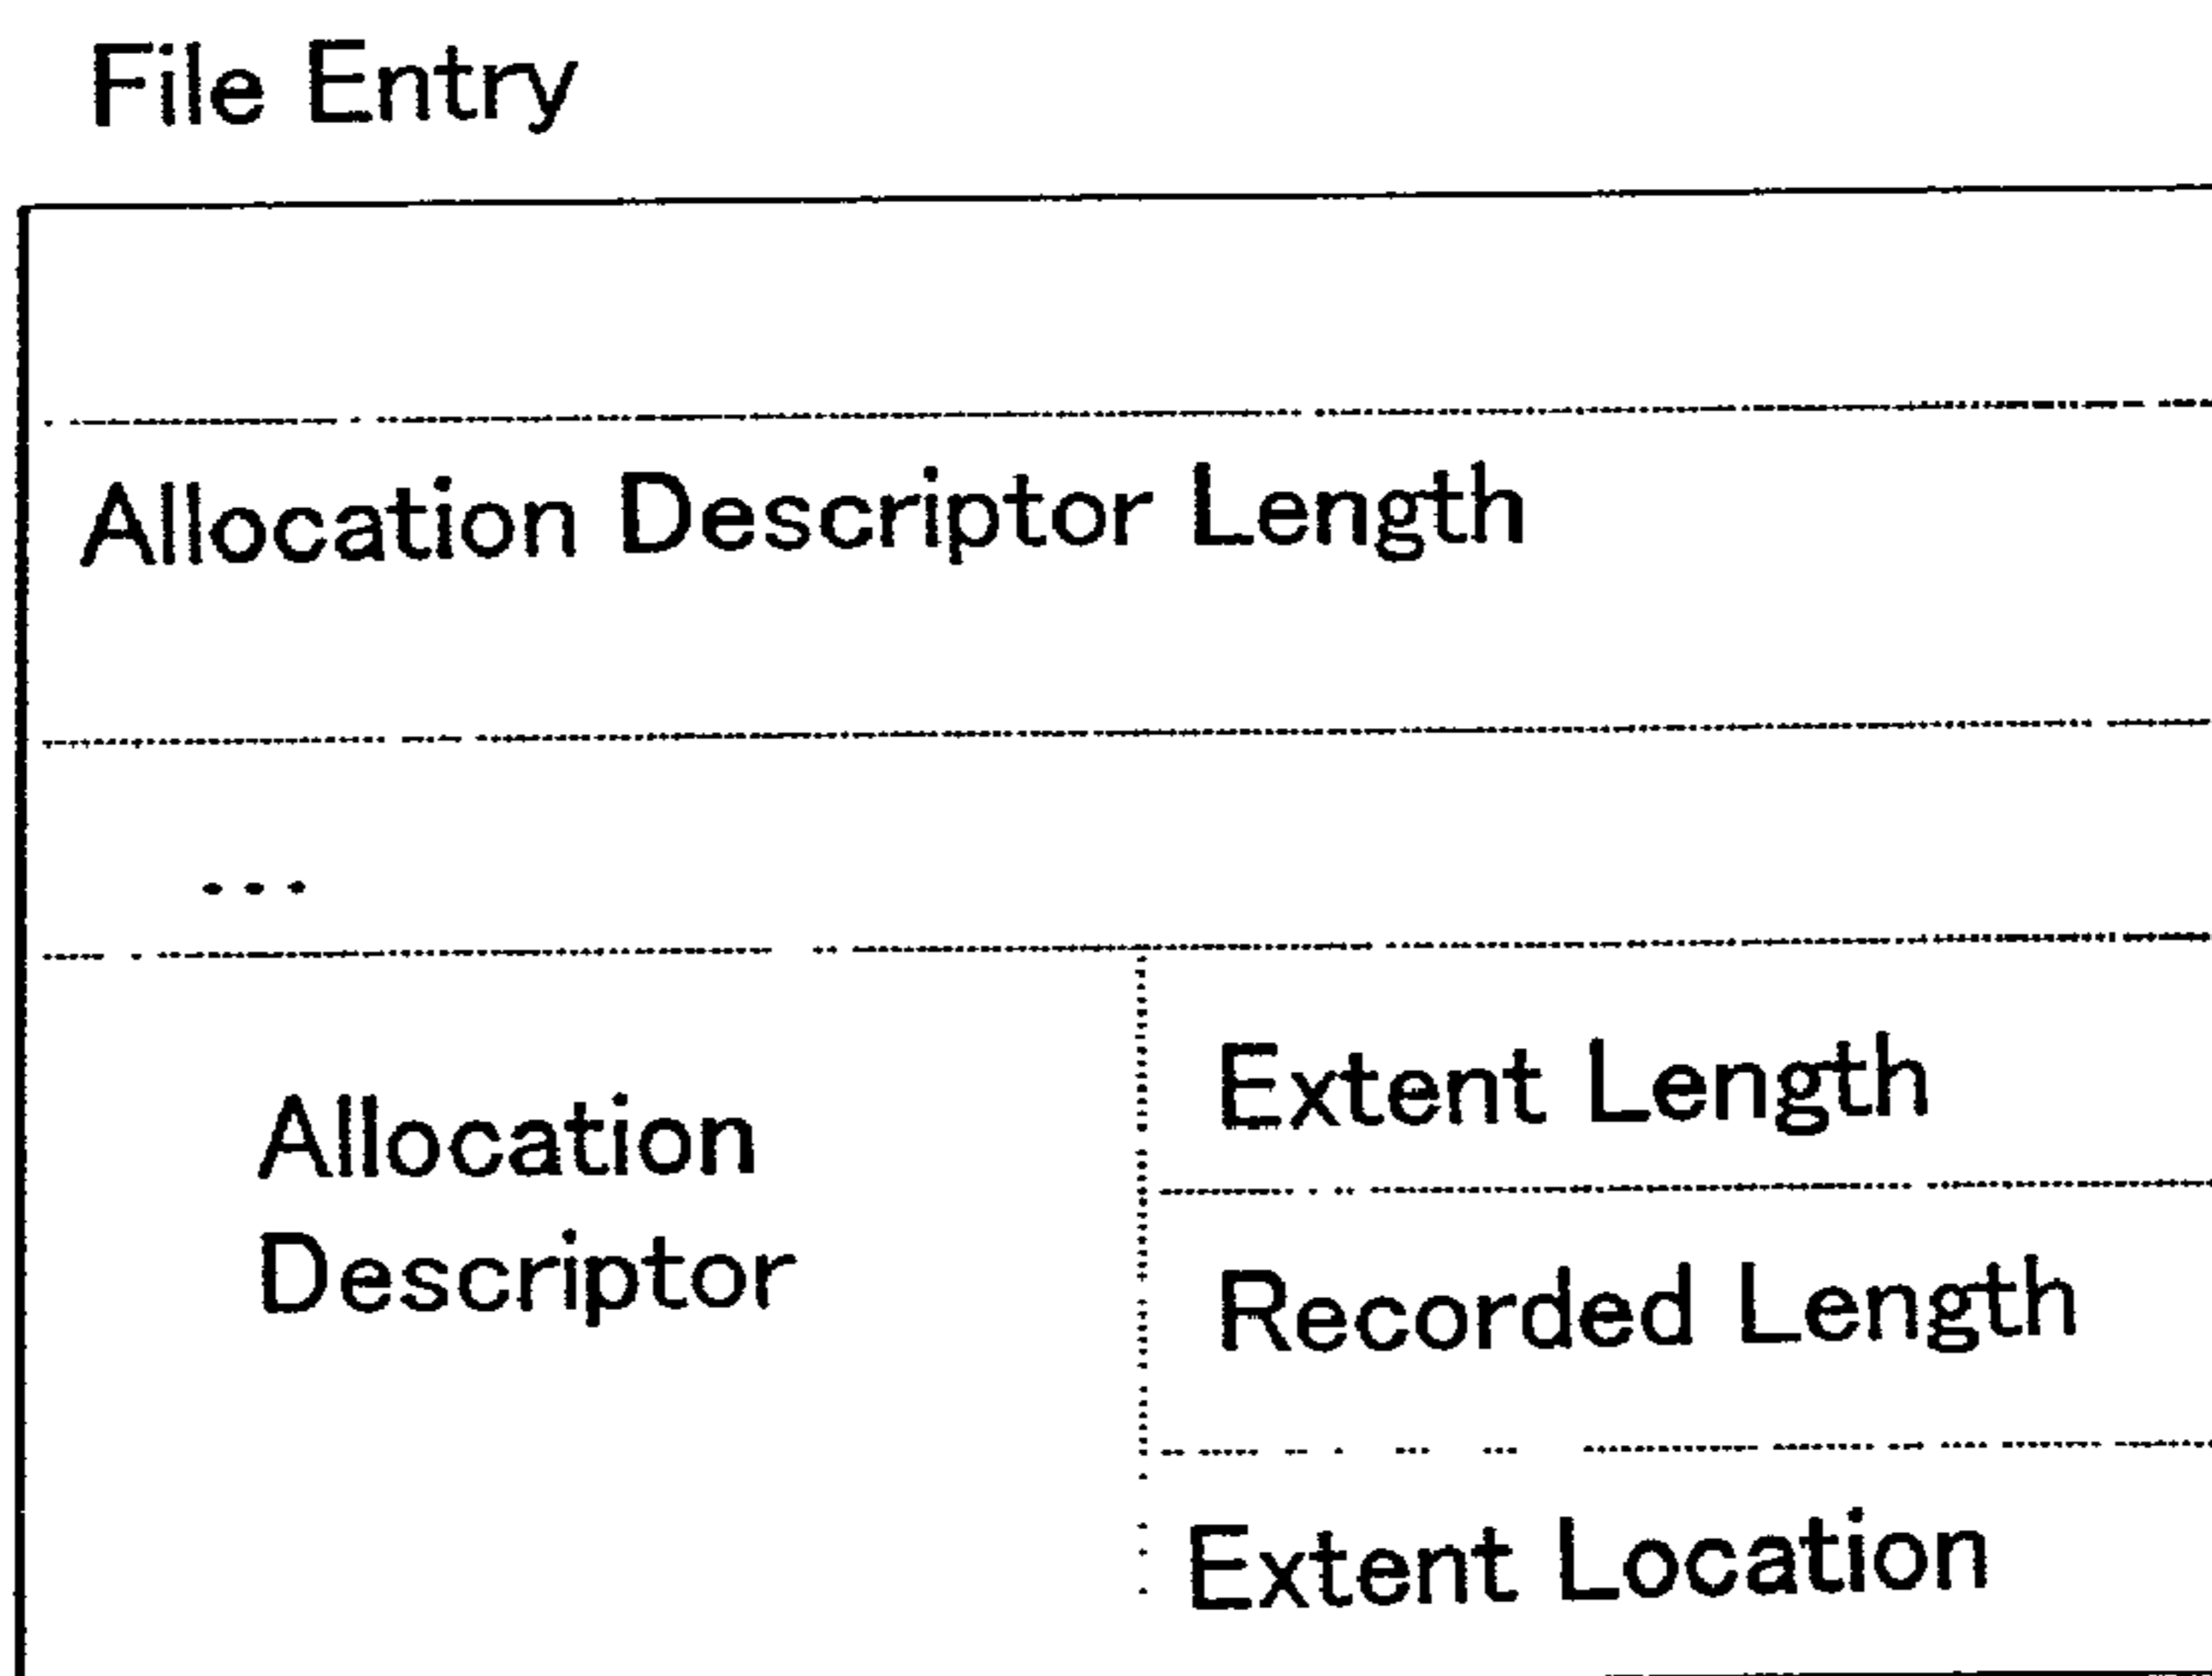 File Entry
Allocation Descriptor Length
...
Allocation
Descriptor
Extent Length
Recorded Length
Extent Location